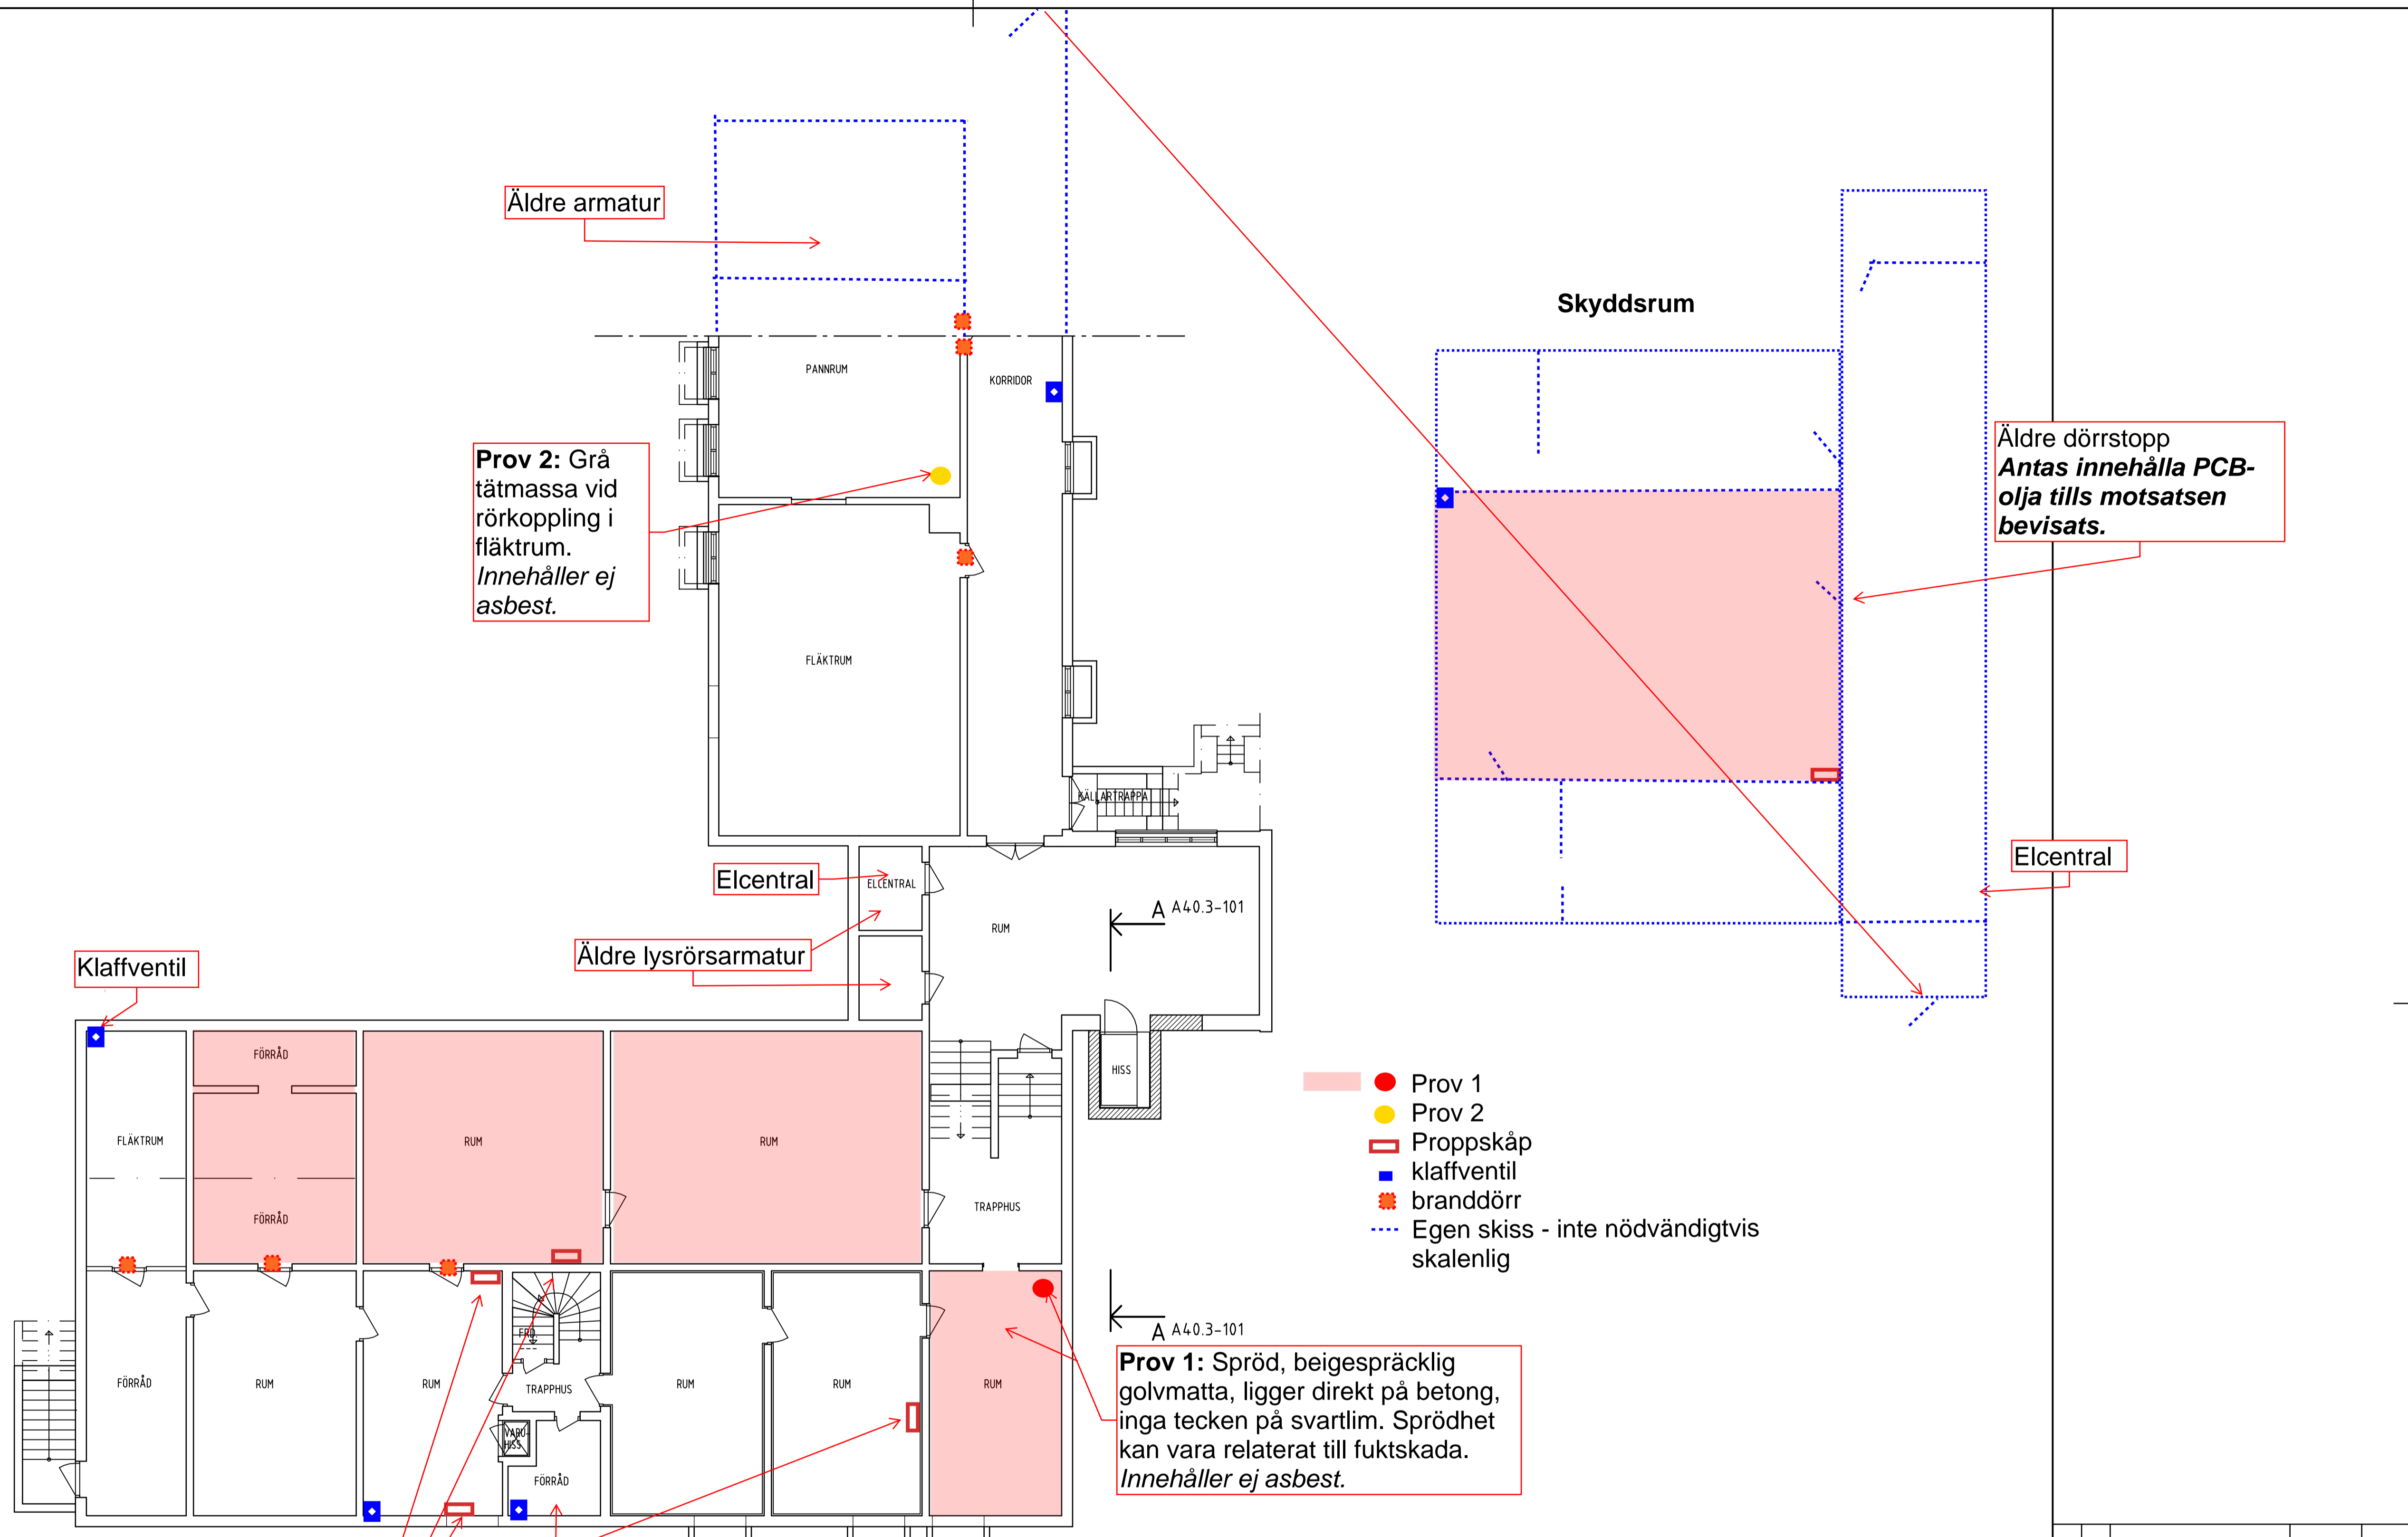 Äldre armatur
Skyddsrum
PANNRUM
KORRIDOR
Prov 2: Grå
tätmassa vid
rörkoppling i
fläktrum.
Innehåller ej
asbest.
Äldre dörrstopp
Antas innehålla PCB-
olja tills motsatsen
bevisats.
FLÄKTRUM
KÄLLARTRAPPA
Elcentral
ELCENTRAL
Elcentral
A A40.3-101
RUM
Äldre lysrörsarmatur
Klaffventil
FÖRRÅD
HISS
FLÄKTRUM
RUM
RUM
TRAPPHUS
FÖRRÅD
Prov 1
Prov 2
Proppskåp
klaffventil
branddörr
Egen skiss - inte nödvändigtvis
skalenlig
FRD
A A40.3-101
FÖRRÅD
RUM
RUM
TRAPPHUS
RUM
RUM
RUM
VARU-
HISS
FÖRRÅD
Prov 1: Spröd, beigespräcklig
golvmatta, ligger direkt på betong,
inga tecken på svartlim. Sprödhet
kan vara relaterat till fuktskada.
Innehåller ej asbest.